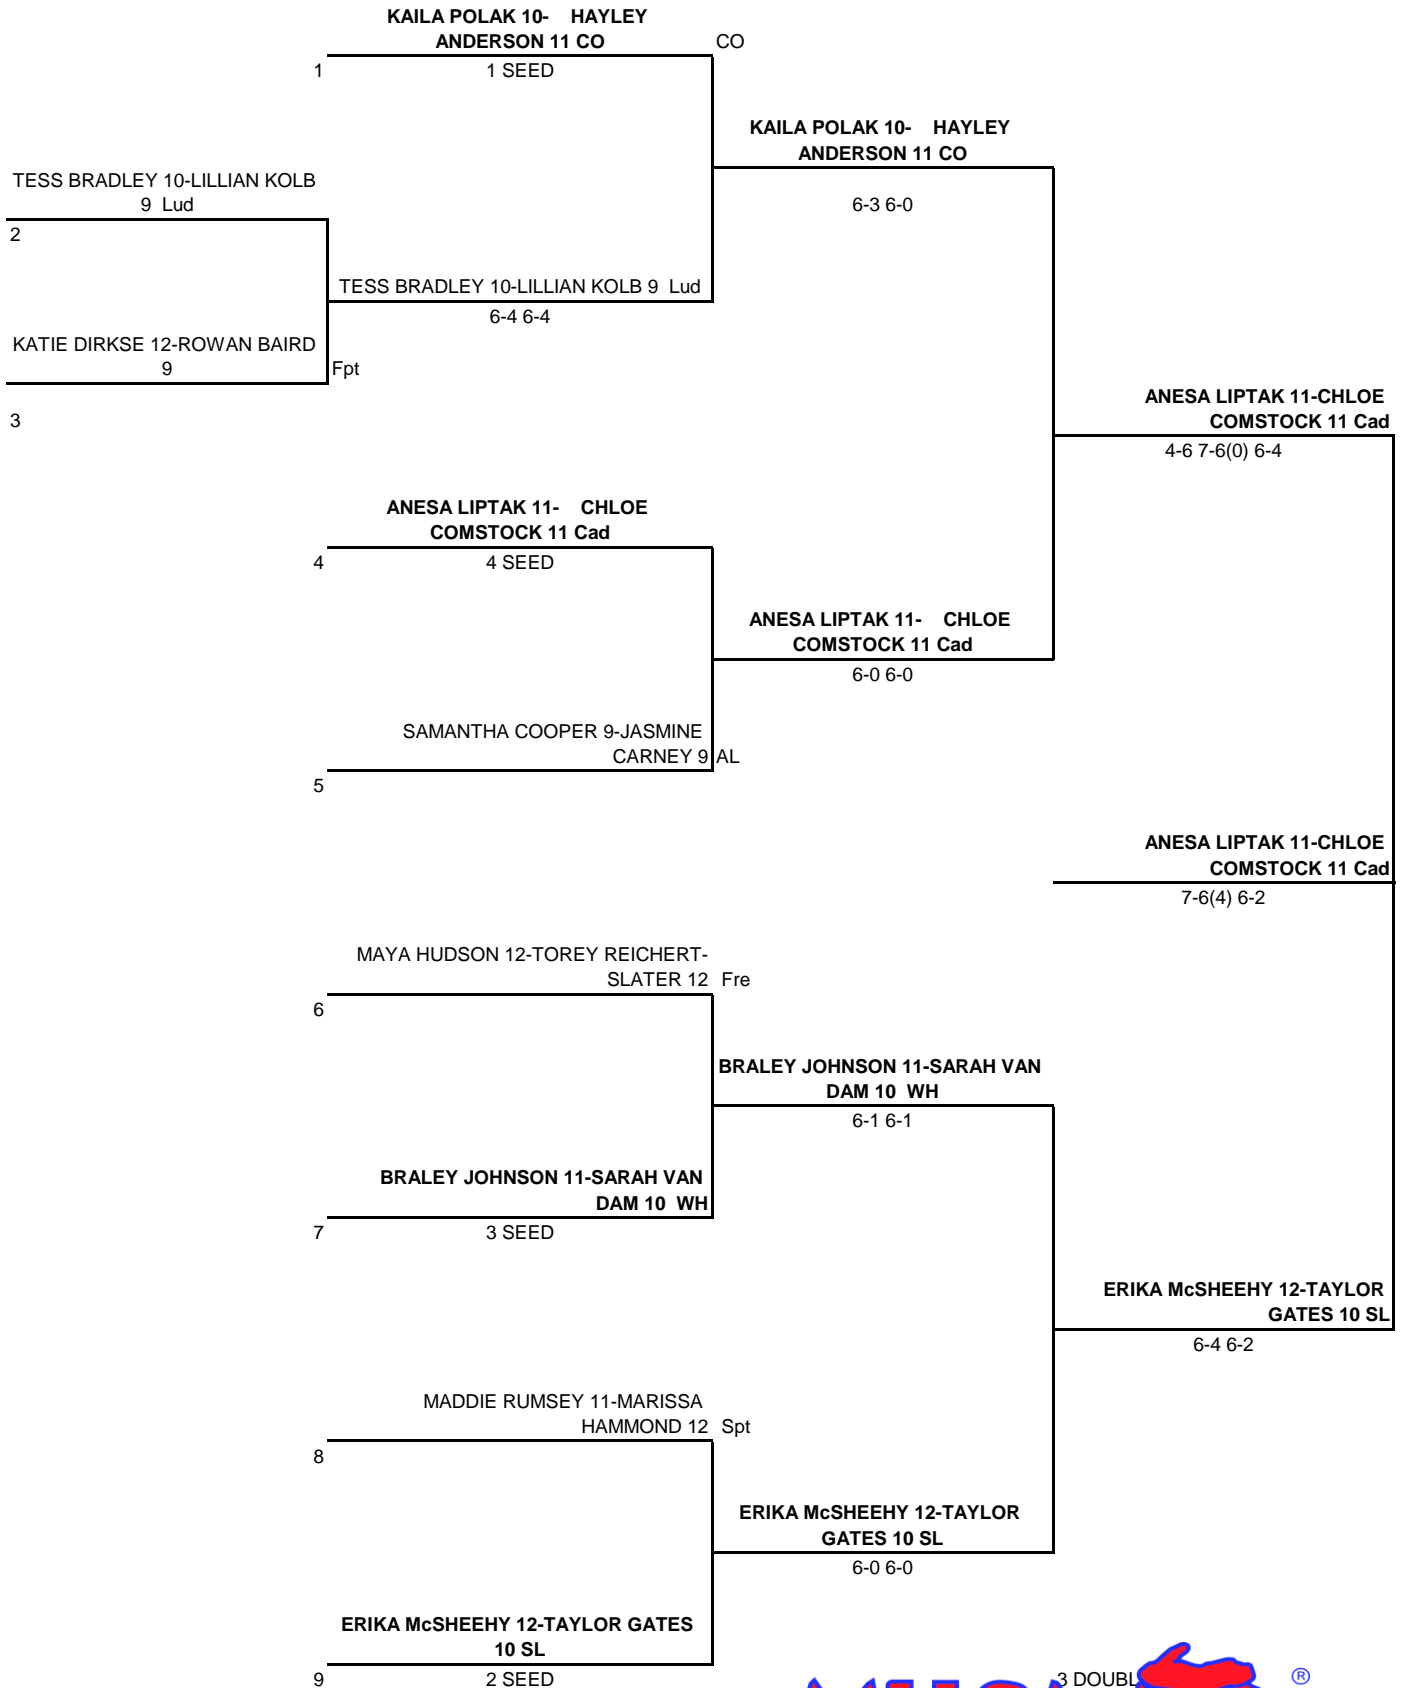 KAILA POLAK 10- HAYLEY
ANDERSON 11 CO
CO
1
1 SEED
KAILA POLAK 10- HAYLEY
ANDERSON 11 CO
6-3 6-0
TESS BRADLEY 10-LILLIAN KOLB
9 Lud
2
TESS BRADLEY 10-LILLIAN KOLB 9 Lud
6-4 6-4
KATIE DIRKSE 12-ROWAN BAIRD
9
Fpt
3
ANESA LIPTAK 11-CHLOE
COMSTOCK 11 Cad
4-6 7-6(0) 6-4
ANESA LIPTAK 11- CHLOE
COMSTOCK 11 Cad
4
4 SEED
ANESA LIPTAK 11- CHLOE
COMSTOCK 11 Cad
6-0 6-0
SAMANTHA COOPER 9-JASMINE
CARNEY 9 AL
5
ANESA LIPTAK 11-CHLOE
COMSTOCK 11 Cad
7-6(4) 6-2
MAYA HUDSON 12-TOREY REICHERT-
SLATER 12 Fre
6
BRALEY JOHNSON 11-SARAH VAN
DAM 10 WH
6-1 6-1
BRALEY JOHNSON 11-SARAH VAN
DAM 10 WH
7
3 SEED
ERIKA McSHEEHY 12-TAYLOR
GATES 10 SL
6-4 6-2
MADDIE RUMSEY 11-MARISSA
HAMMOND 12 Spt
8
ERIKA McSHEEHY 12-TAYLOR
GATES 10 SL
6-0 6-0
ERIKA McSHEEHY 12-TAYLOR GATES
10 SL
9
2 SEED
3
®